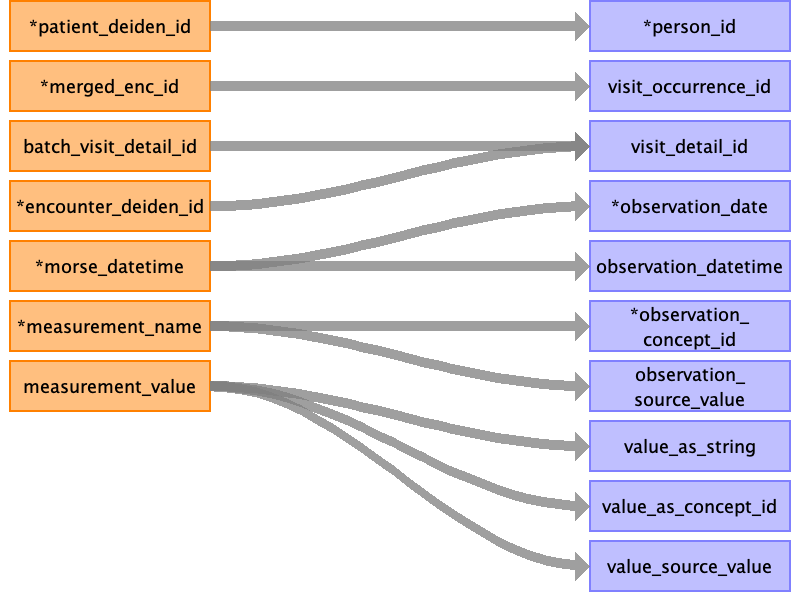 *patient_deiden_id
*person_id
*merged_enc_id
visit_occurrence_id
batch_visit_detail_id
visit_detail_id
*encounter_deiden_id
*observation_date
*morse_datetime
observation_datetime
*measurement_name
*observation_
concept_id
measurement_value
observation_
source_value
value_as_string
value_as_concept_id
value_source_value